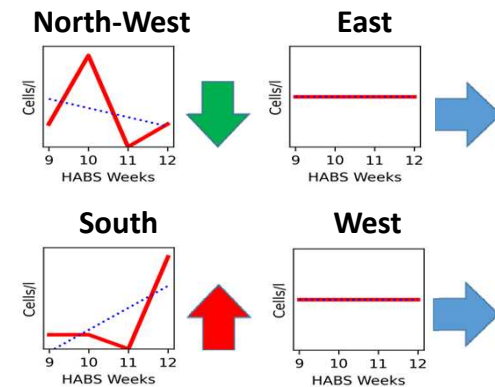 North-West
Cells/l
9 10 11 12
HABS Weeks
East
Cells/l
9 10 11 12
HABS Weeks
South
Cells/l
9 10 11 12
HABS Weeks
West
Cells/l
9 10 11 12
HABS Weeks